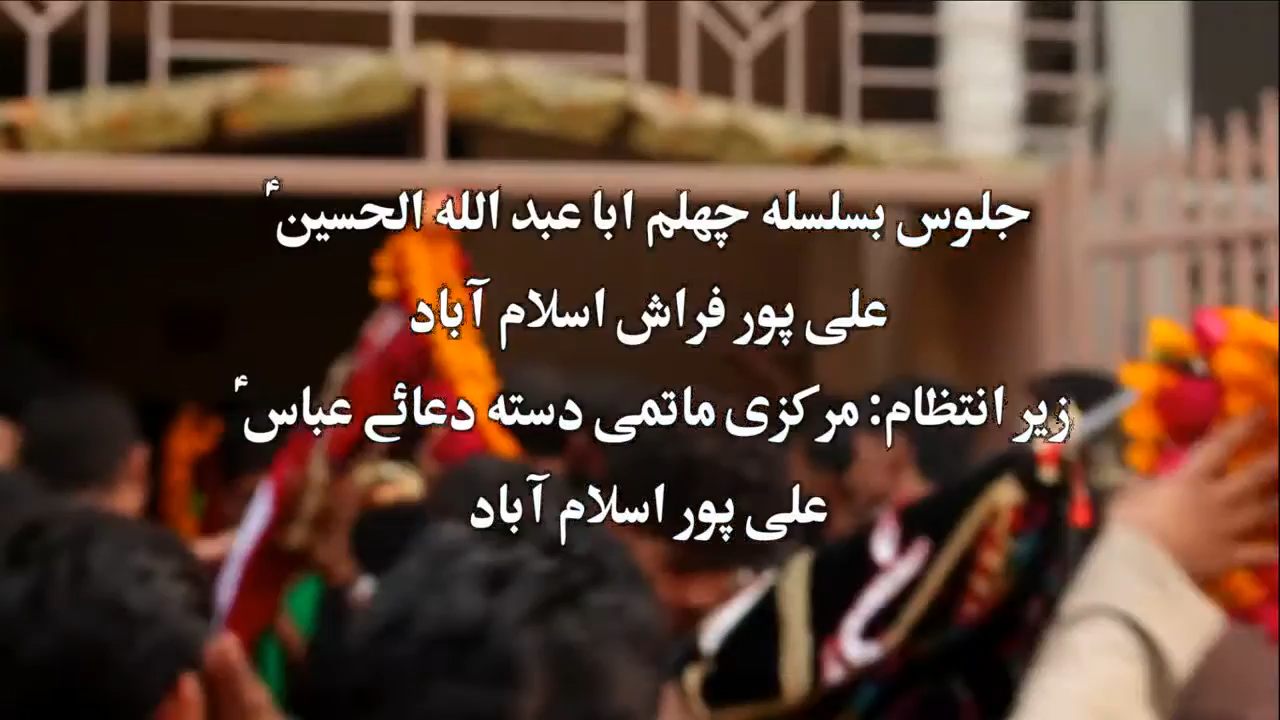 جلوس بسلسلہ چھلم ابا عبد اللہ الحسین ؑ
علی پور فراش اسلام آباد
زیر انتظام: مرکزی ماتمی دستہ دعائے عباس ؑ
علی پور اسلام آباد